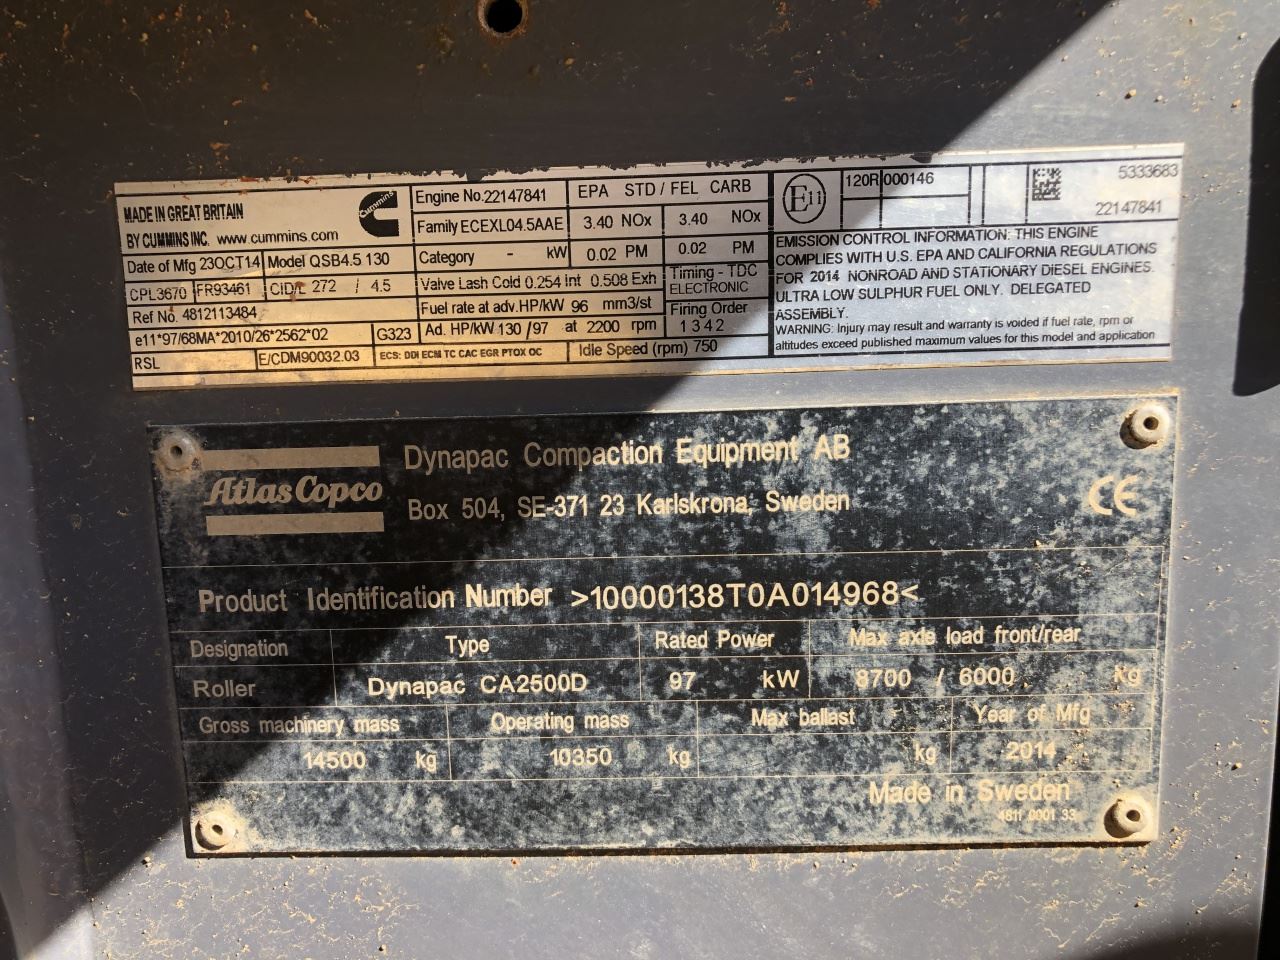 MADE IN GREAT BRITAIN
BY CUMMINS INC. www.cummins.com
Cummins
Date of Mfg 23OCT14 Model QSB4.5 130
CPL3670 FR93461 CID/L 272 / 4.5
Ref No. 4812113484
e11*97/68MA*2010/26*2562*02 G323
RSL E/CDM90032.03 ECS: DDI ECM TC CAC EGR PTOX OC
Engine No.22147841 EPA STD / FEL CARB
Family ECEXL04.5AAE 3.40 NOx 3.40 NOx
Category - kW 0.02 PM 0.02 PM
Valve Lash Cold 0.254 Int 0.508 Exh Timing - TDC
ELECTRONIC
Fuel rate at adv.HP/kW 96 mm3/st Firing Order
1 3 4 2
Ad. HP/kW 130 /97 at 2200 rpm
Idle Speed (rpm) 750
E11 120R 000146 5333683
22147841
EMISSION CONTROL INFORMATION: THIS ENGINE
COMPLIES WITH U.S. EPA AND CALIFORNIA REGULATIONS
FOR 2014 NONROAD AND STATIONARY DIESEL ENGINES.
ULTRA LOW SULPHUR FUEL ONLY. DELEGATED
ASSEMBLY.
WARNING: Injury may result and warranty is voided if fuel rate, rpm or
altitudes exceed published maximum values for this model and application
Atlas Copco
Dynapac Compaction Equipment AB
Box 504, SE-371 23 Karlskrona, Sweden
CE
Product Identification Number >10000138T0A014968<
Designation Type Rated Power Max axle load front/rear
Roller Dynapac CA2500D 97 kW 8700 / 6000 Kg
Gross machinery mass Operating mass Max ballast Year of Mfg
14500 kg 10350 kg kg 2014
Made in Sweden
4811 0001 33